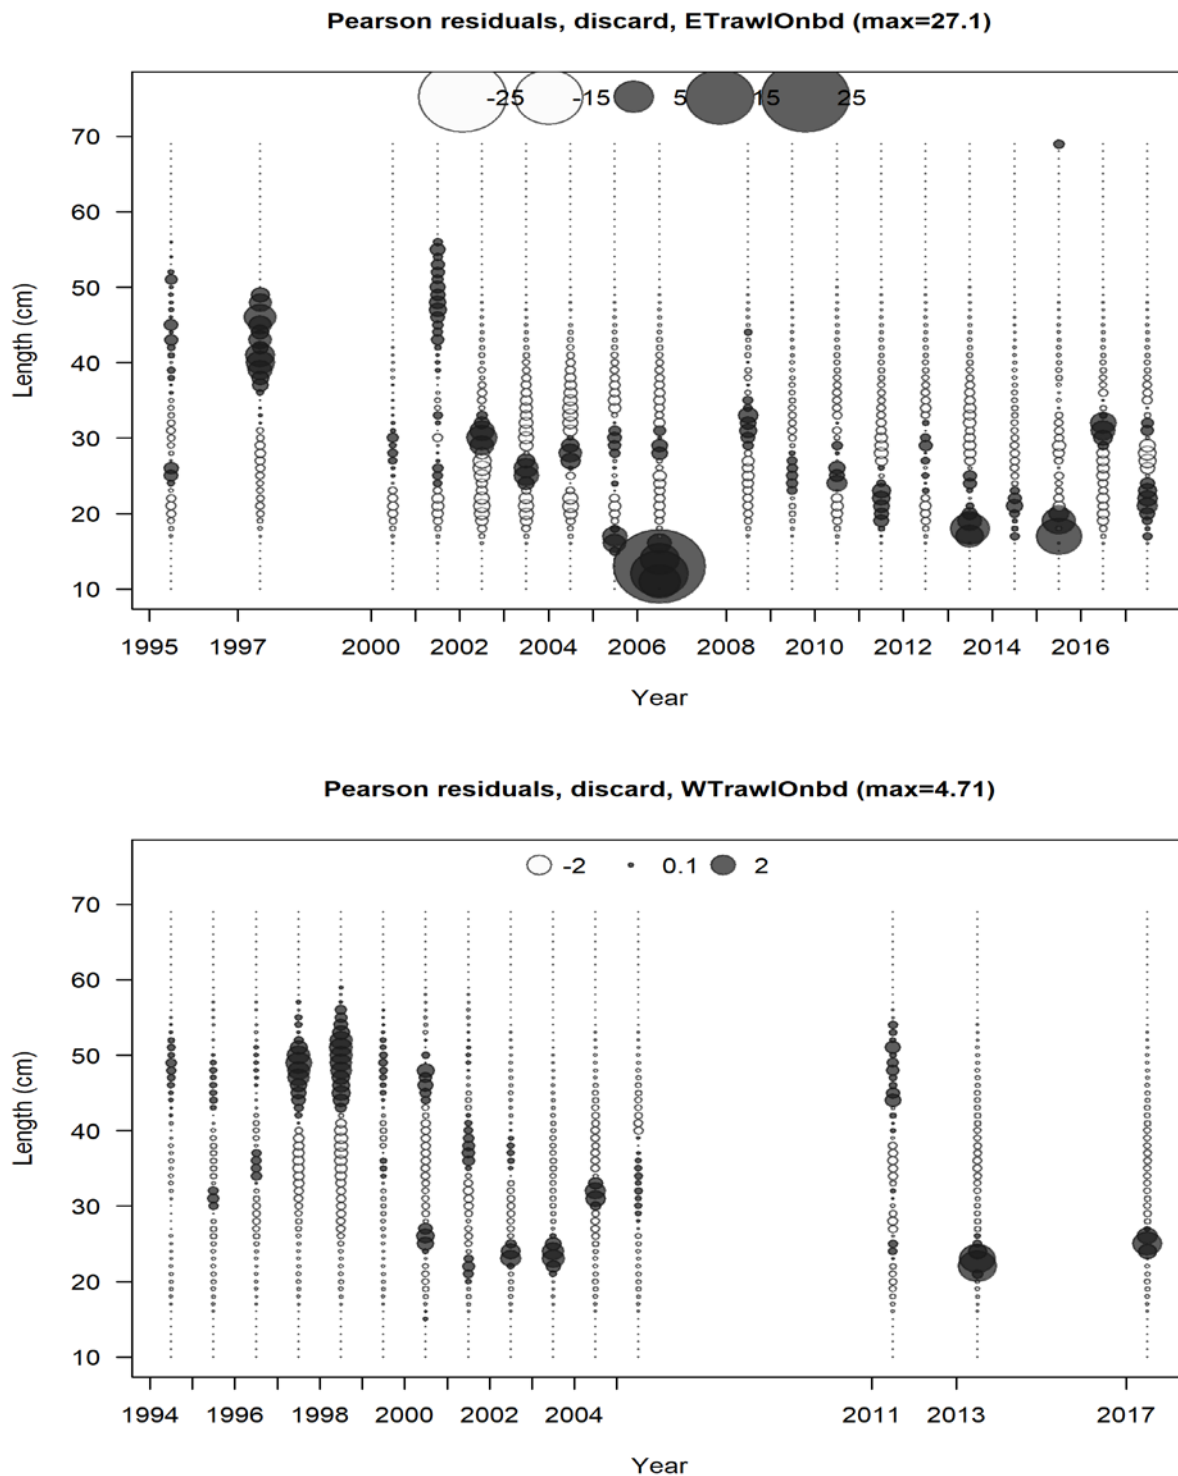 Pearson residuals, discard, ETrawlOnbd (max=27.1)
-25 -15 5 15 25
70
60
50
40
30
20
10
Length (cm)
1995 1997 2000 2002 2004 2006 2008 2010 2012 2014 2016
Year
Pearson residuals, discard, WTrawlOnbd (max=4.71)
-2 0.1 2
70
60
50
40
30
20
10
Length (cm)
1994 1996 1998 2000 2004 2011 2013 2017
Year